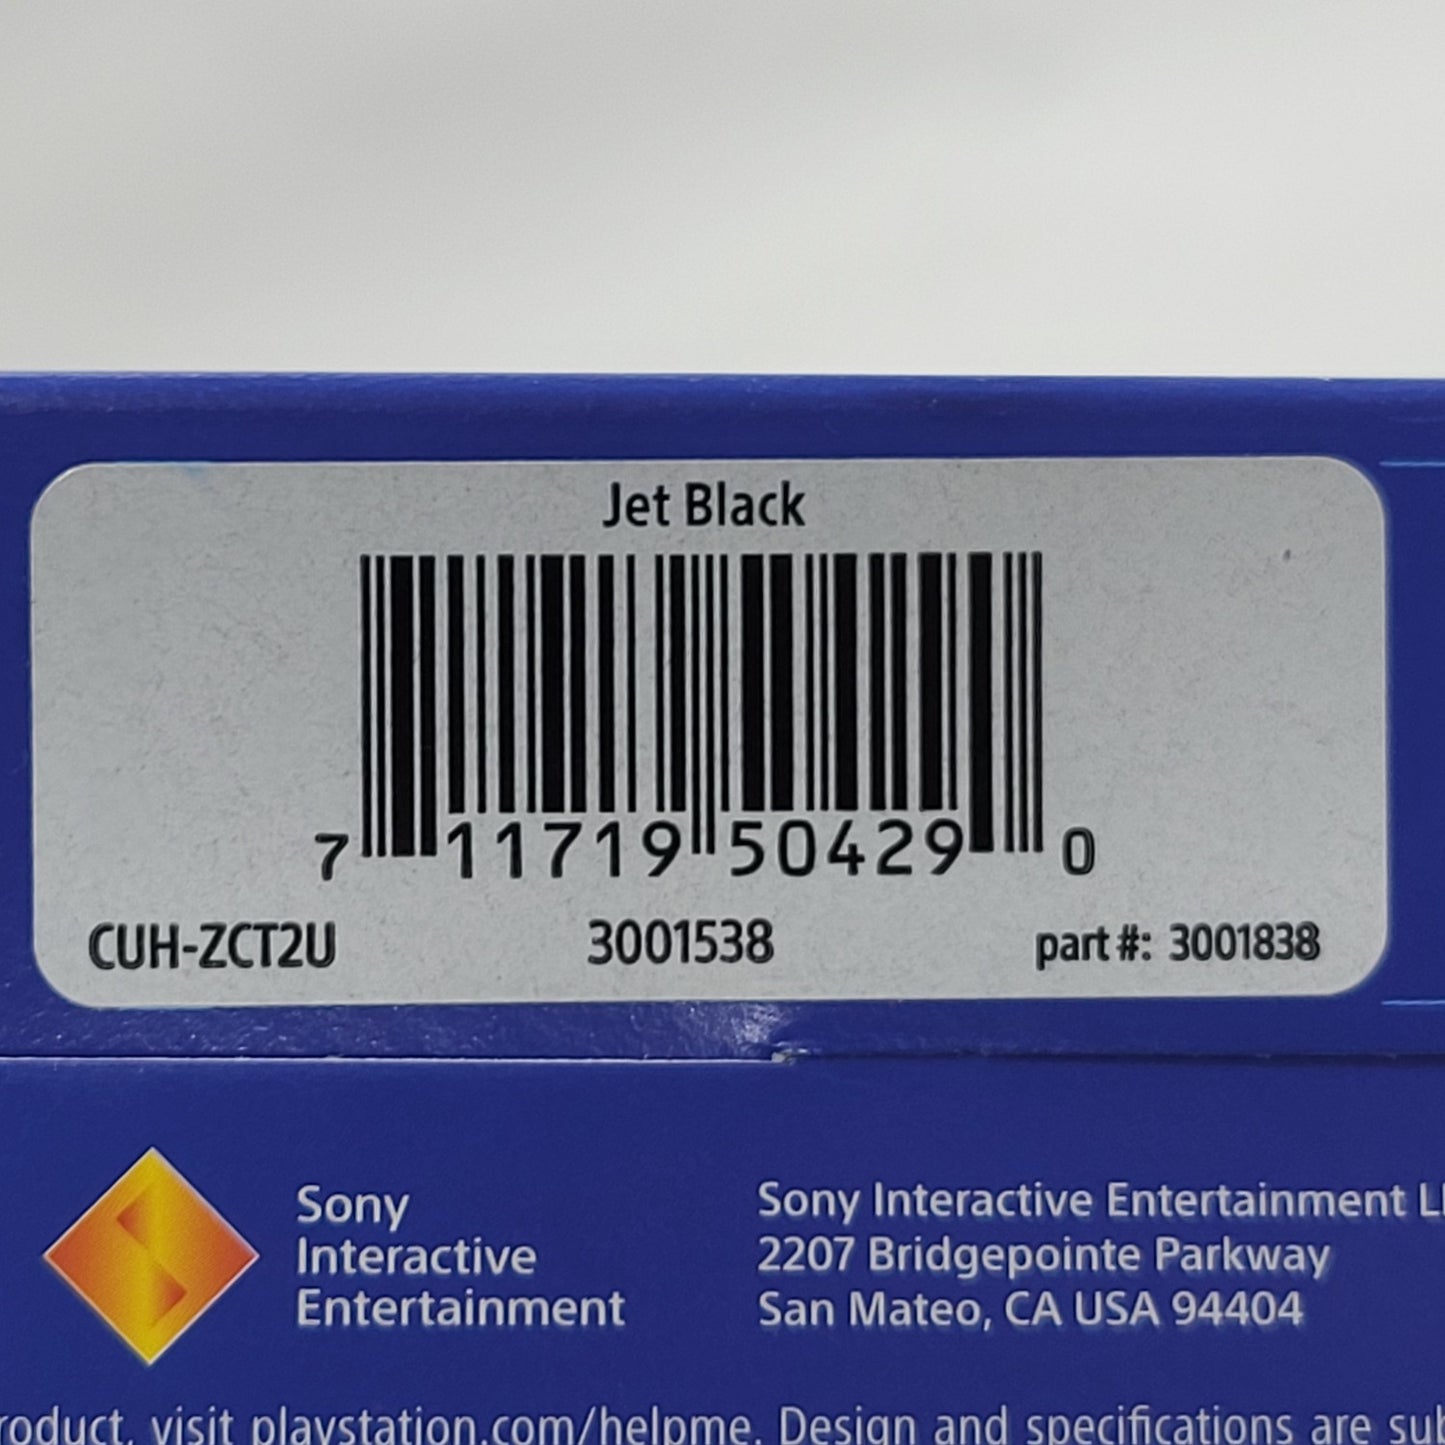 Jet Black
7 11719 50429 0
CUH-ZCT2U 3001538 part #: 3001838
Sony
Interactive
Entertainment
Sony Interactive Entertainment
2207 Bridgepointe Parkway
San Mateo, CA USA 94404
visit playstation.com/helpme. Design and specifications are